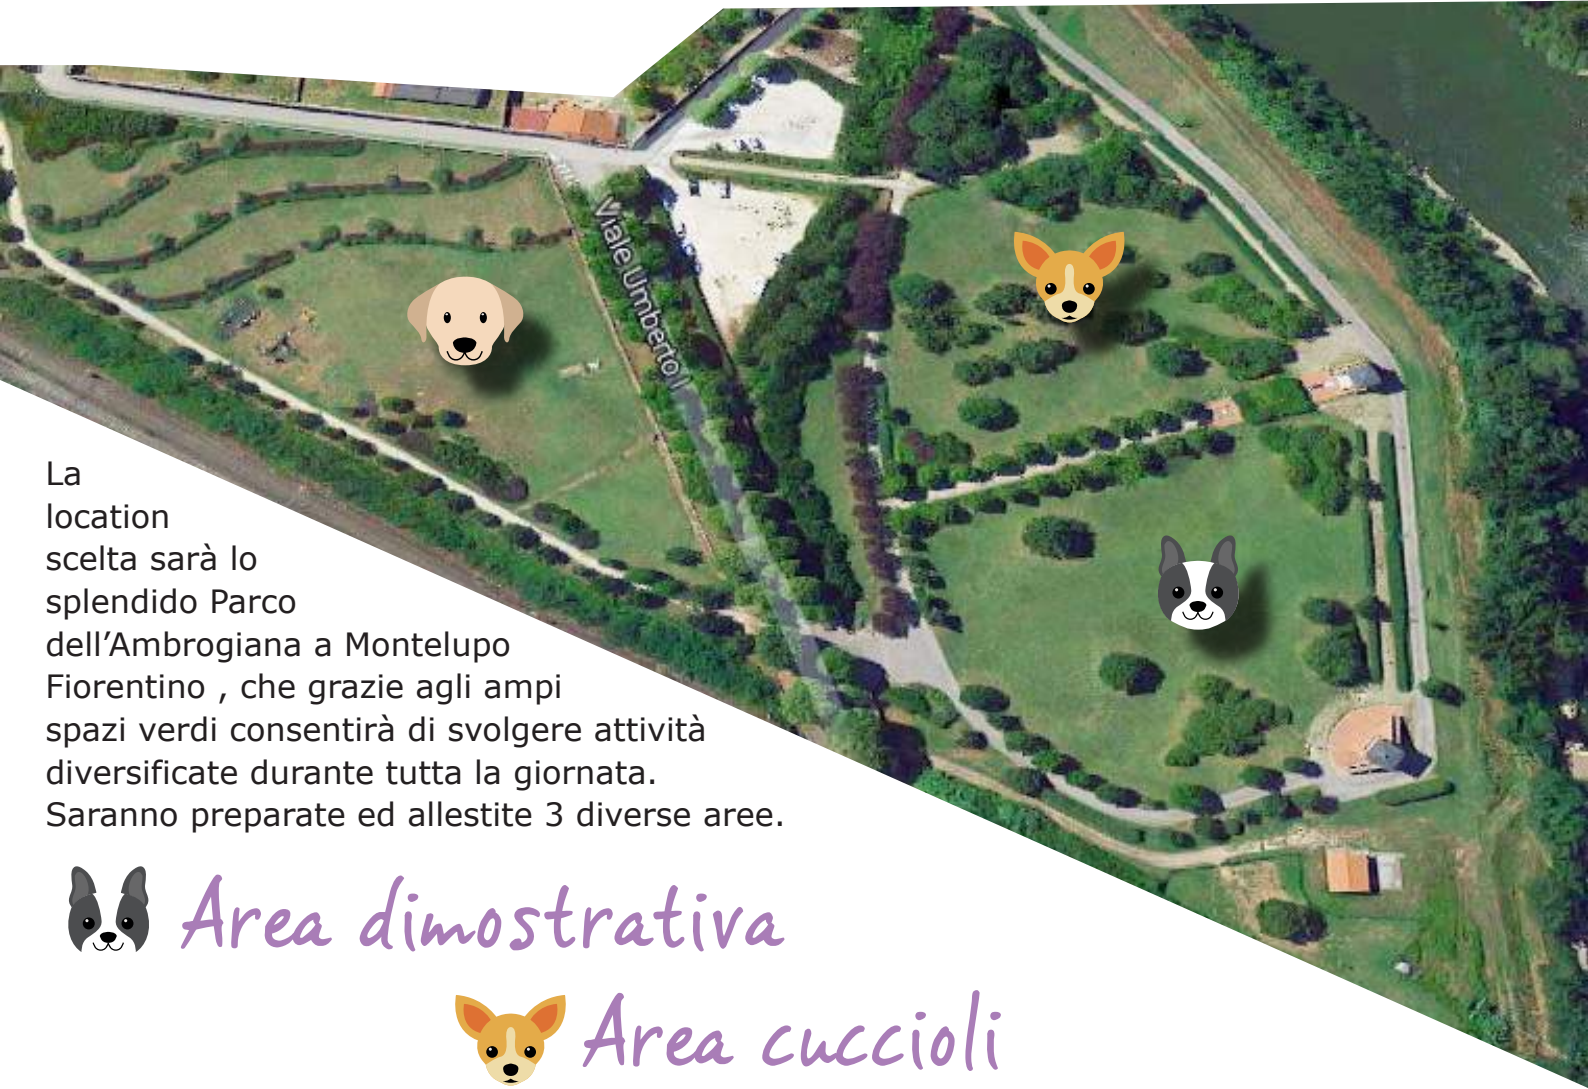 Viale Umberto I
La
location
scelta sarà lo
splendido Parco
dell’Ambrogiana a Montelupo
Fiorentino , che grazie agli ampi
spazi verdi consentirà di svolgere attività
diversificate durante tutta la giornata.
Saranno preparate ed allestite 3 diverse aree.
Area dimostrativa
Area cuccioli